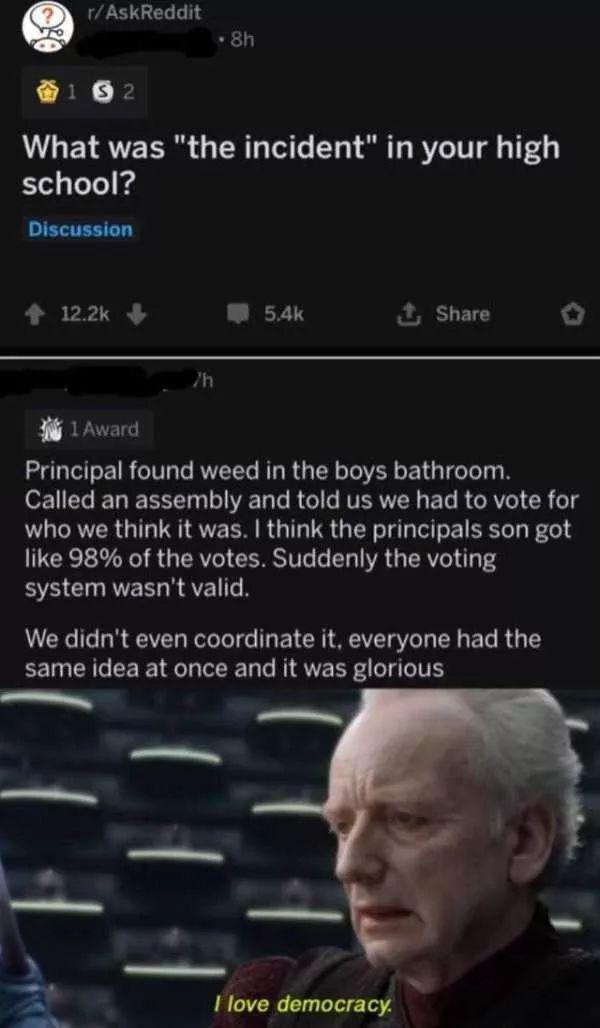 r/AskReddit
• 8h
1 S 2
What was "the incident" in your high
school?
Discussion
12.2k
5.4k
Share
7h
1 Award
Principal found weed in the boys bathroom.
Called an assembly and told us we had to vote for
who we think it was. I think the principals son got
like 98% of the votes. Suddenly the voting
system wasn't valid.
We didn't even coordinate it, everyone had the
same idea at once and it was glorious
I love democracy.